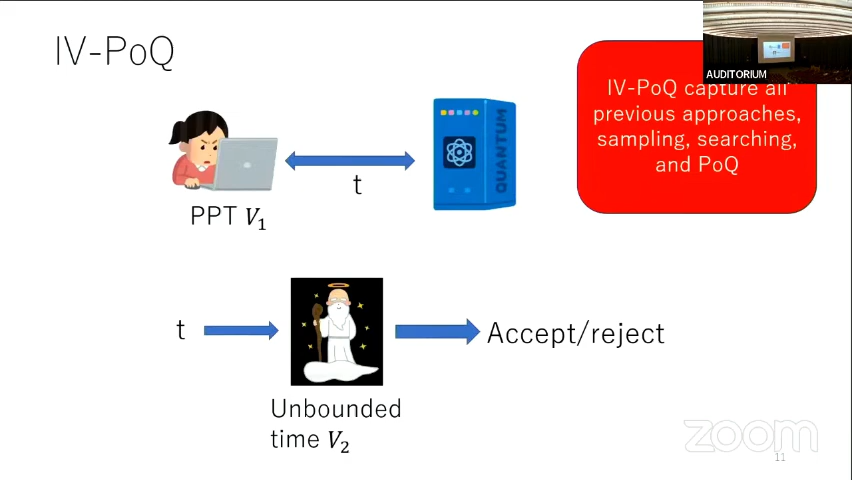 IV-PoQ
AUDITORIUM
IV-PoQ capture all
previous approaches,
sampling, searching,
and PoQ
QUANTUM
t
PPT V₁
t
Accept/reject
Unbounded
time V₂
zoom
11